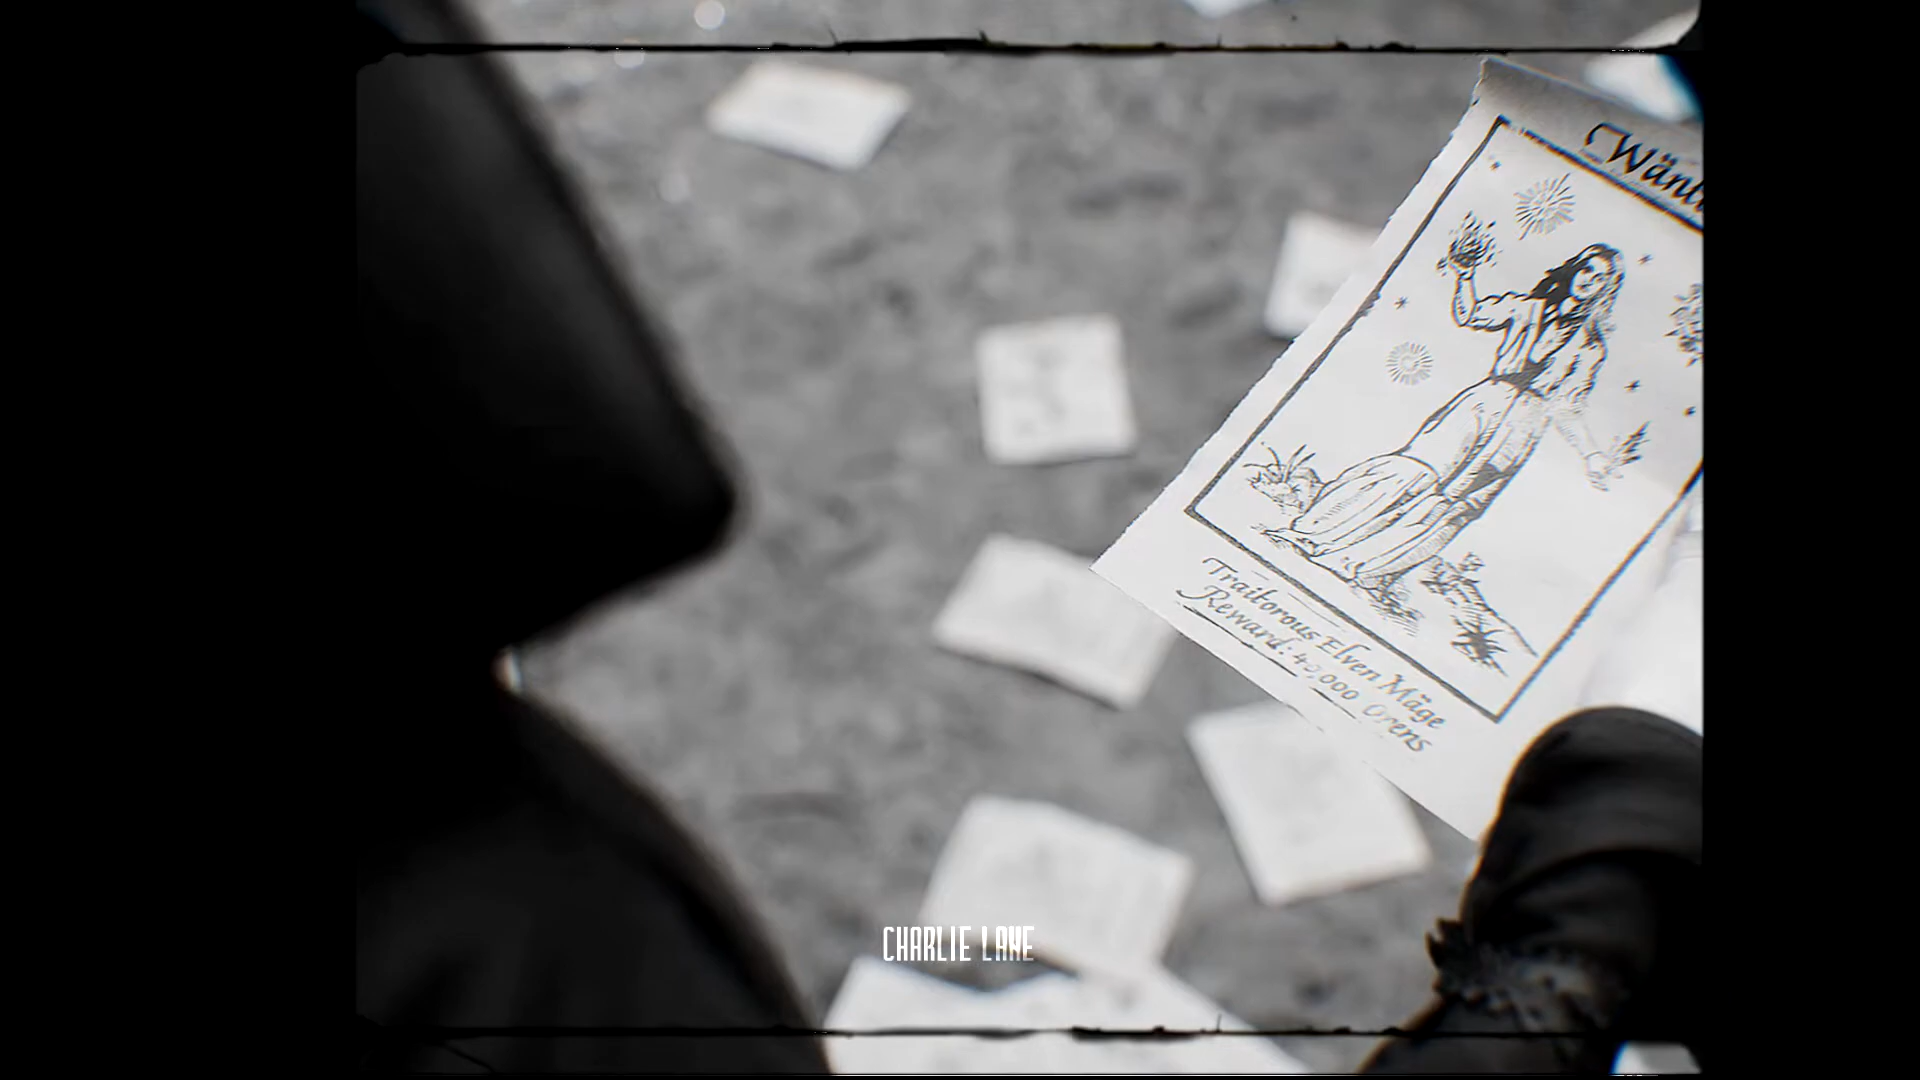 Wänt
Traitorous Elven Mäge
Reward: 40,000 Orens
CHARLIE LANE